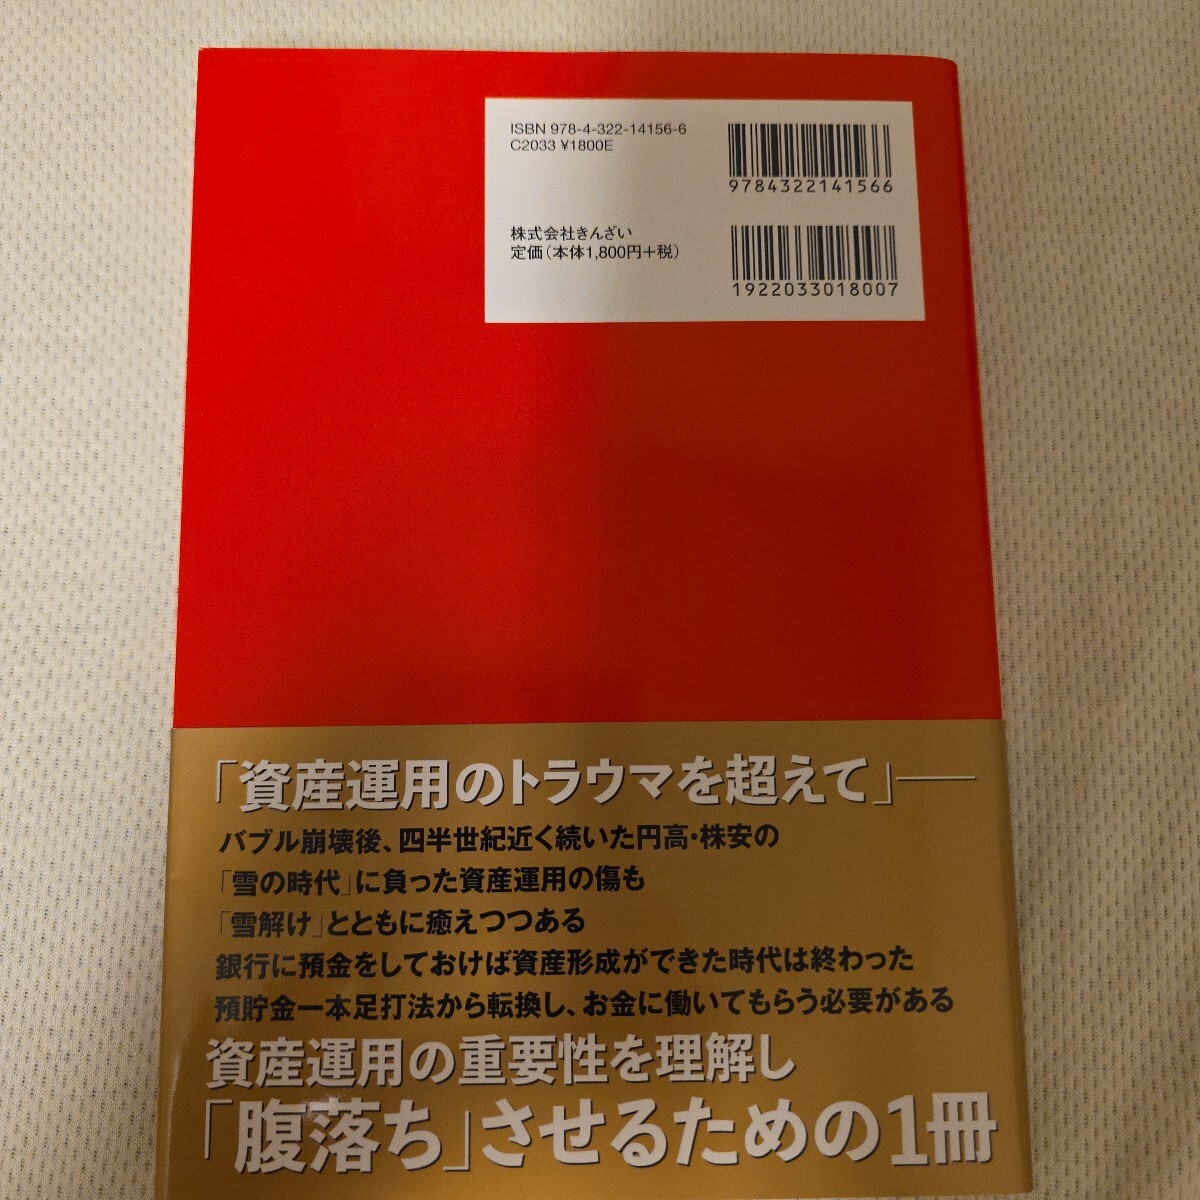 ISBN 978-4-322-14156-6
C2033 ¥1800E
9784322141566
株式会社きんざい
定価(本体1,800円+税)
1922033018007
「資産運用のトラウマを超えて」──
バブル崩壊後、四半世紀近く続いた円高・株安の
「雪の時代」に負った資産運用の傷も
「雪解け」とともに癒えつつある
銀行に預金をしておけば資産形成ができた時代は終わった
預貯金一本足打法から転換し、お金に働いてもらう必要がある
資産運用の重要性を理解し
「腹落ち」させるための1冊